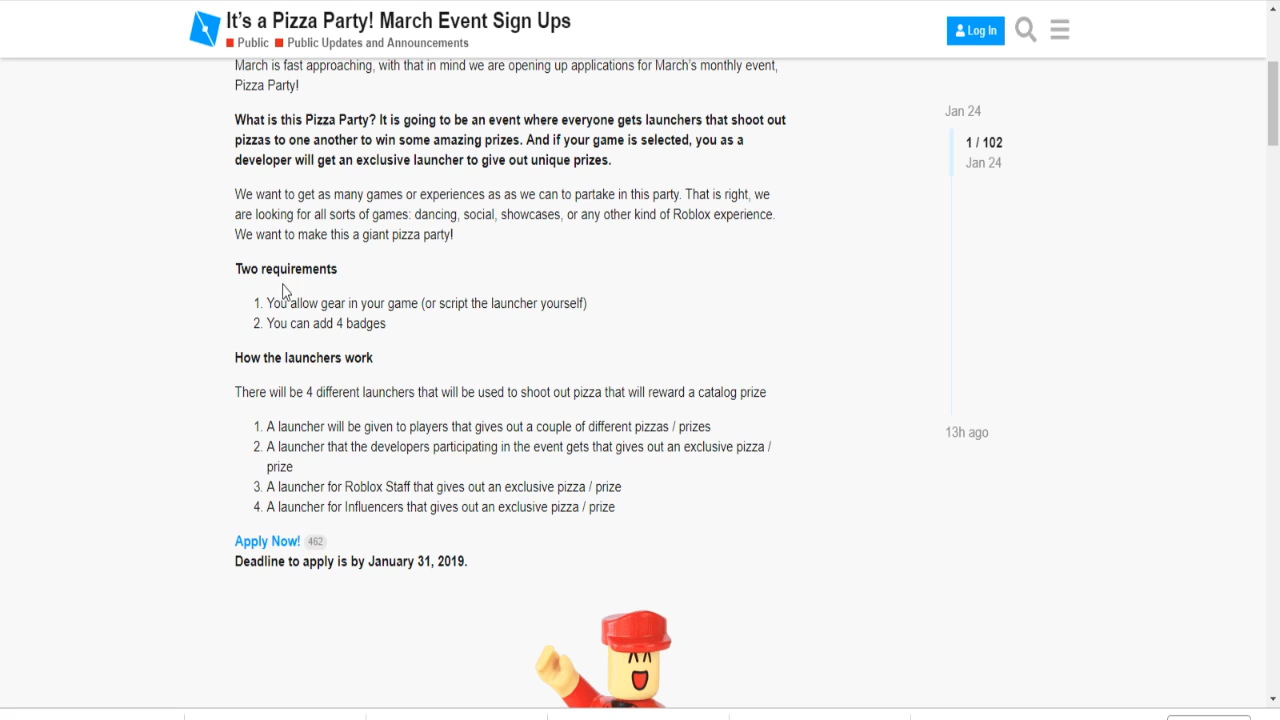 It's a Pizza Party! March Event Sign Ups
Public Public Updates and Announcements
Log In
March is fast approaching, with that in mind we are opening up applications for March's monthly event,
Pizza Party!
What is this Pizza Party? It is going to be an event where everyone gets launchers that shoot out
pizzas to one another to win some amazing prizes. And if your game is selected, you as a
developer will get an exclusive launcher to give out unique prizes.
We want to get as many games or experiences as as we can to partake in this party. That is right, we
are looking for all sorts of games: dancing, social, showcases, or any other kind of Roblox experience.
We want to make this a giant pizza party!
Two requirements
1. You allow gear in your game (or script the launcher yourself)
2. You can add 4 badges
How the launchers work
There will be 4 different launchers that will be used to shoot out pizza that will reward a catalog prize
1. A launcher will be given to players that gives out a couple of different pizzas / prizes
2. A launcher that the developers participating in the event gets that gives out an exclusive pizza /
prize
3. A launcher for Roblox Staff that gives out an exclusive pizza / prize
4. A launcher for Influencers that gives out an exclusive pizza / prize
Apply Now! 462
Deadline to apply is by January 31, 2019.
Jan 24
1 / 102
Jan 24
13h ago